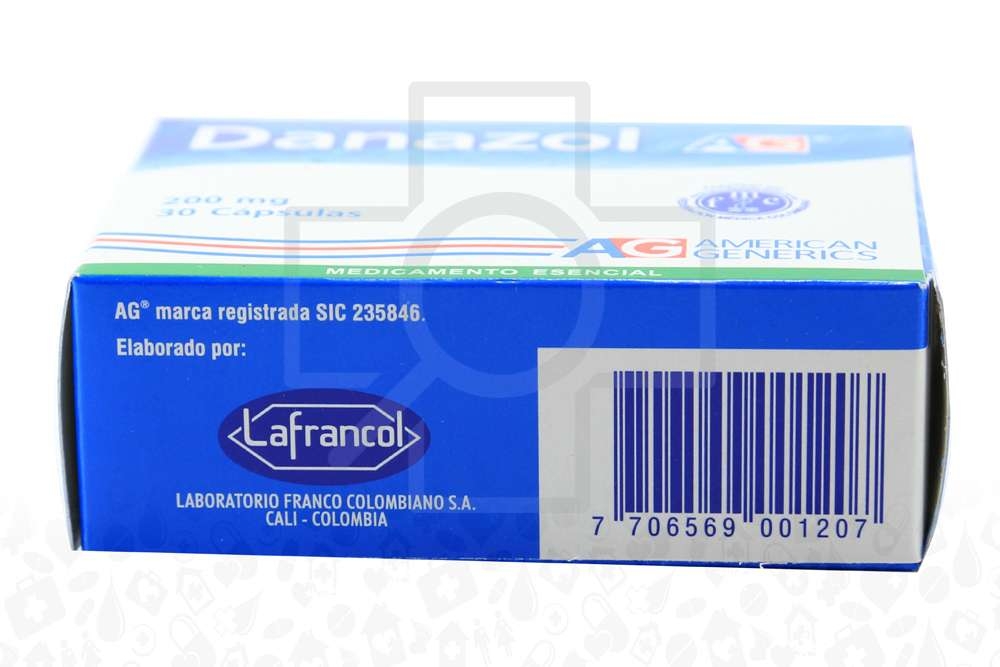 Danazol AG®
200 mg
30 Cápsulas
AG AMERICAN
GENERICS
MEDICAMENTO ESENCIAL
AG® marca registrada SIC 235846.
Elaborado por:
Lafrancol
LABORATORIO FRANCO COLOMBIANO S.A.
CALI - COLOMBIA
7 706569 001207